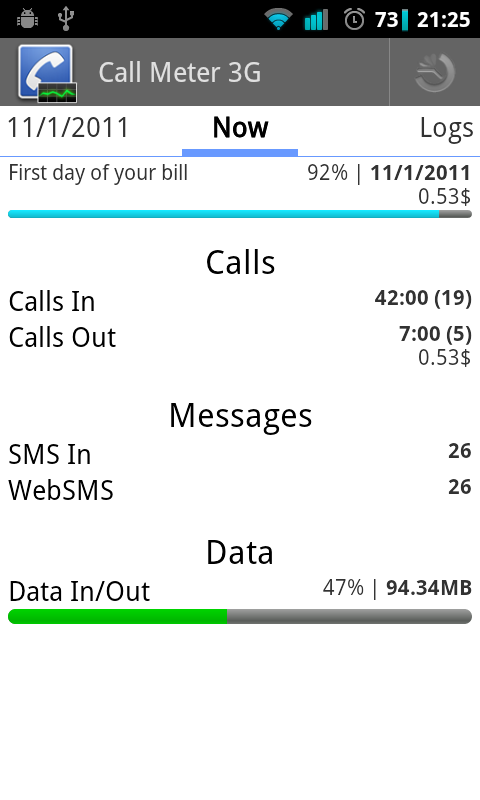 73 21:25
Call Meter 3G
11/1/2011 Now Logs
First day of your bill 92% | 11/1/2011
0.53$
Calls
Calls In 42:00 (19)
Calls Out 7:00 (5)
0.53$
Messages
SMS In 26
WebSMS 26
Data
Data In/Out 47% | 94.34MB